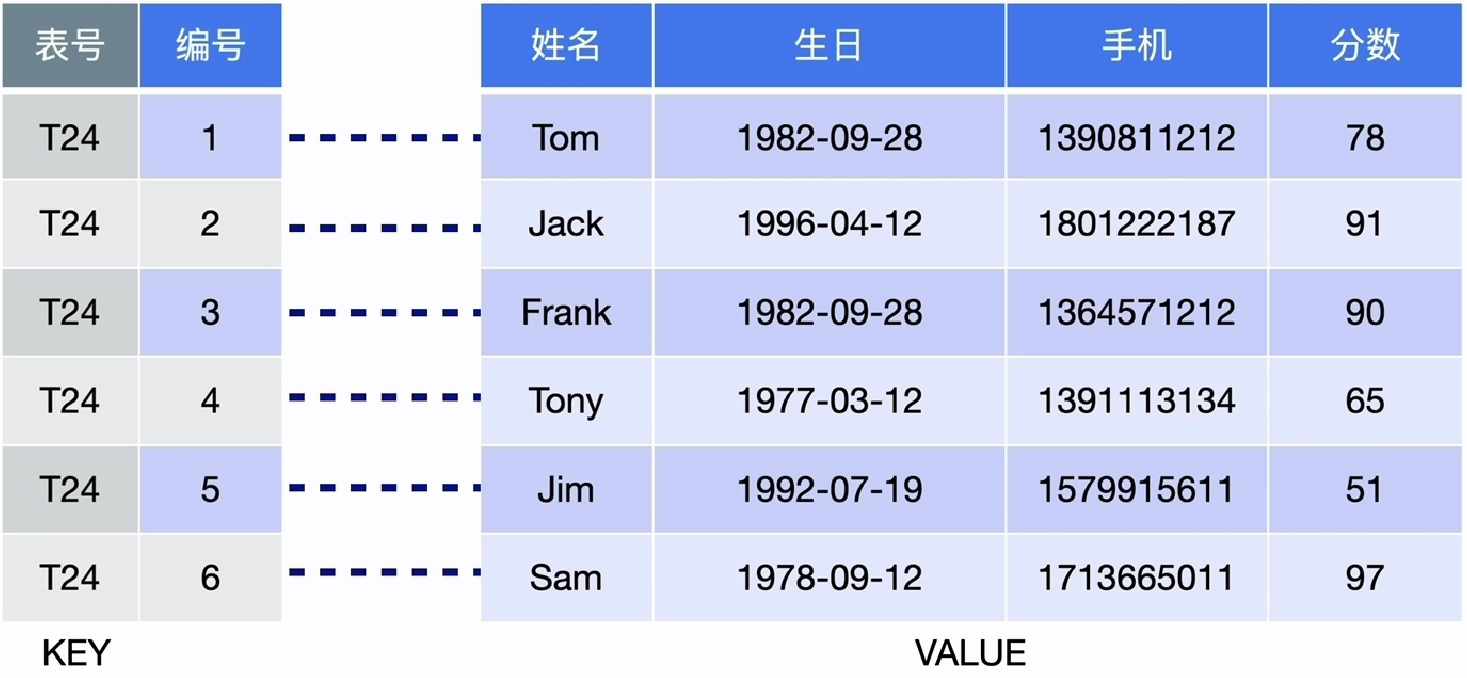 表号 编号 姓名 生日 手机 分数
T24 1 Tom 1982-09-28 1390811212 78
T24 2 Jack 1996-04-12 1801222187 91
T24 3 Frank 1982-09-28 1364571212 90
T24 4 Tony 1977-03-12 1391113134 65
T24 5 Jim 1992-07-19 1579915611 51
T24 6 Sam 1978-09-12 1713665011 97
KEY VALUE